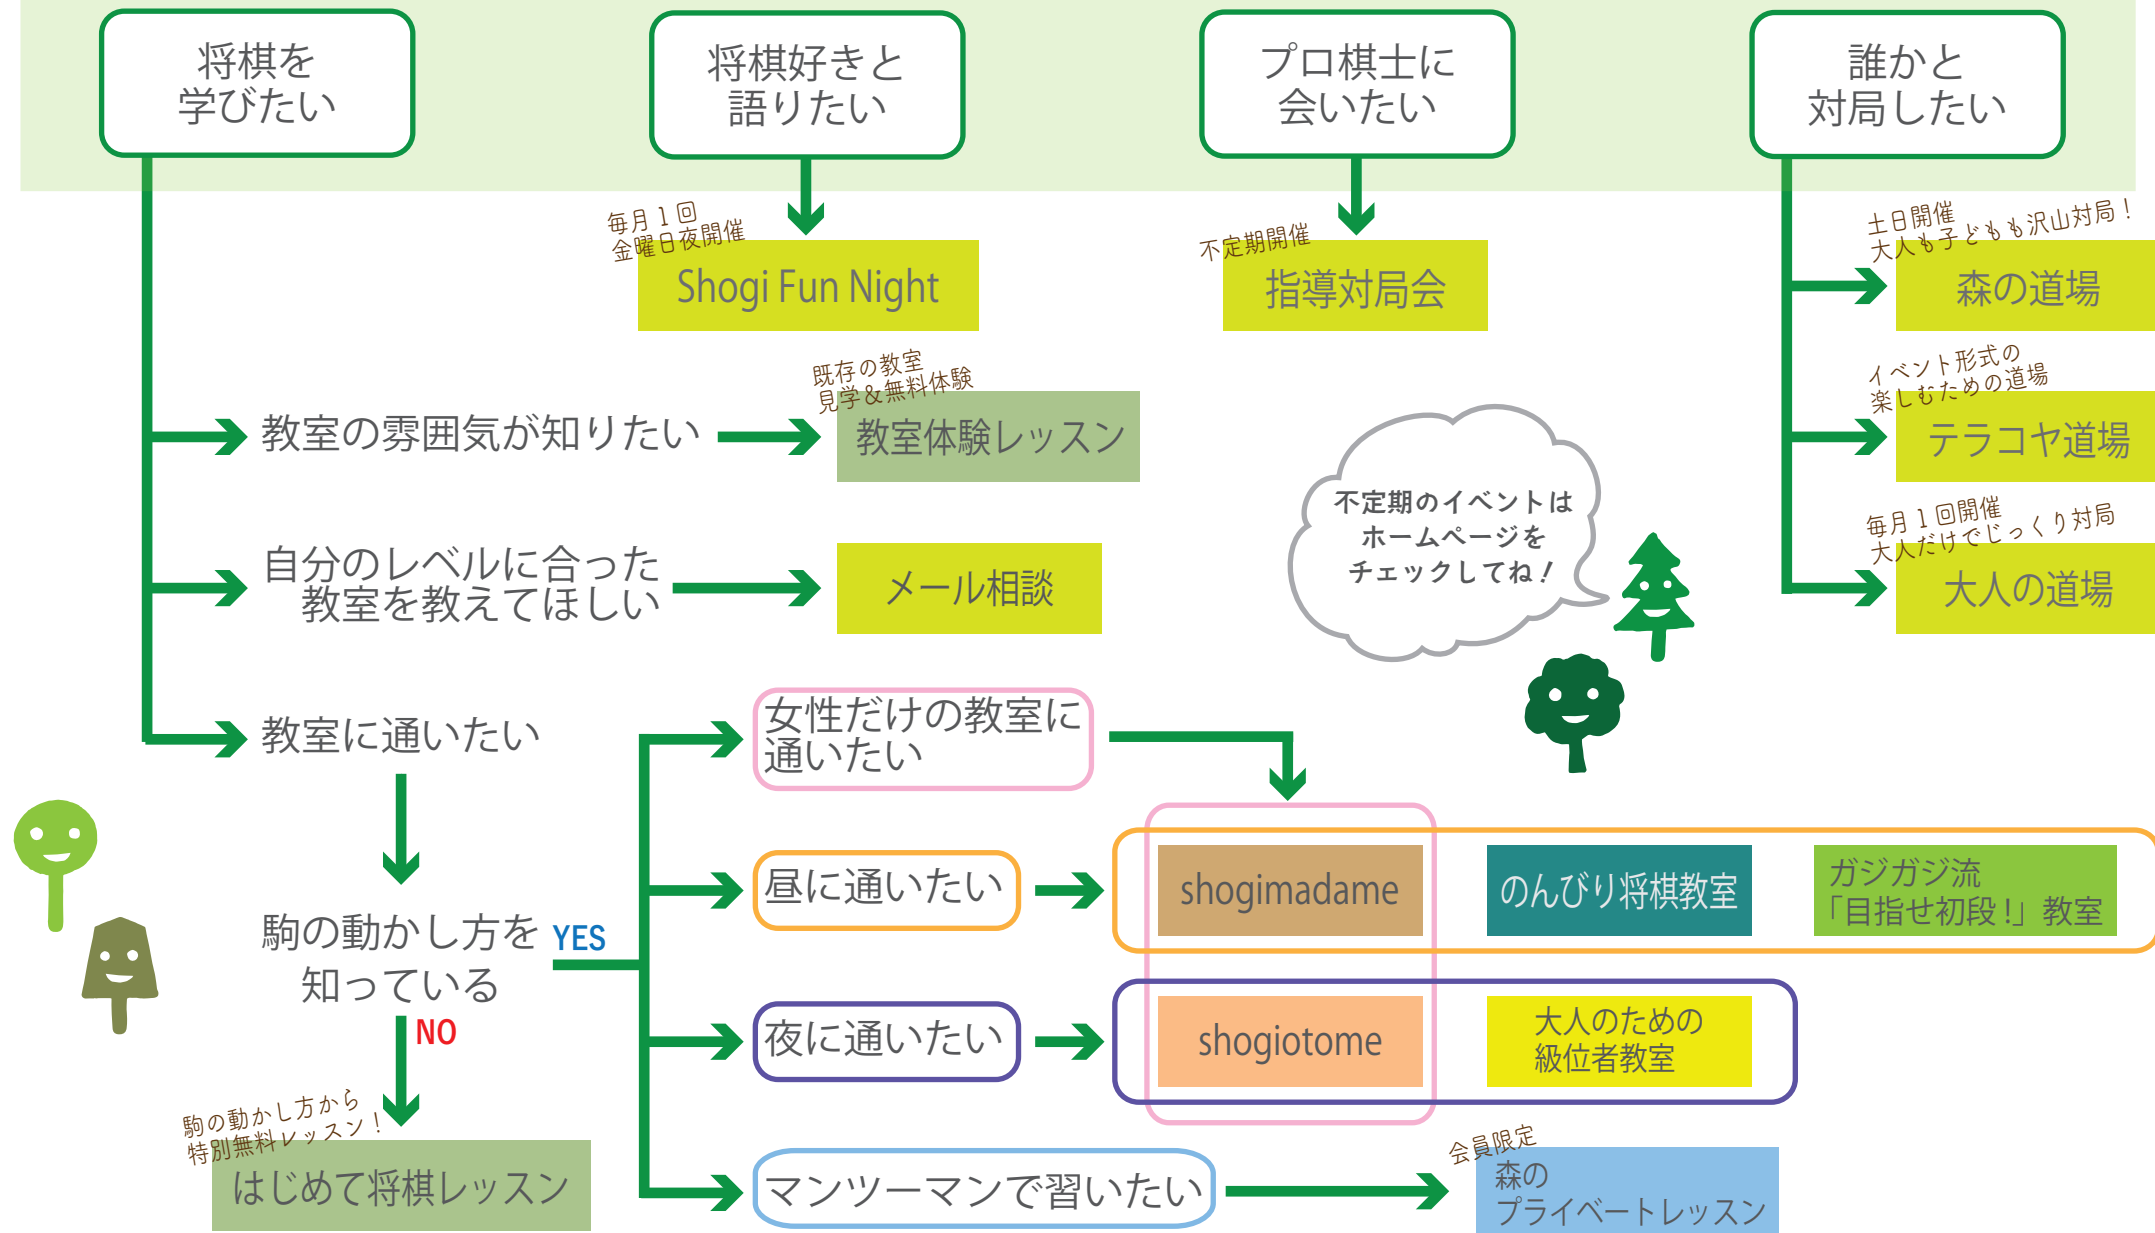 将棋を
学びたい
将棋好きと
語りたい
プロ棋士に
会いたい
誰かと
対局したい
毎月1回
金曜日夜開催
Shogi Fun Night
不定期開催
指導対局会
土日開催
大人も子どもも沢山対局！
森の道場
既存の教室
見学＆無料体験
教室の雰囲気が知りたい
教室体験レッスン
イベント形式の
楽しむための道場
テラコヤ道場
不定期のイベントは
ホームページを
チェックしてね！
自分のレベルに合った
教室を教えてほしい
メール相談
毎月1回開催
大人だけでじっくり対局
大人の道場
教室に通いたい
女性だけの教室に
通いたい
駒の動かし方を
知っている
YES
NO
昼に通いたい
shogimadame
のんびり将棋教室
ガジガジ流
「目指せ初段！」教室
夜に通いたい
shogiotome
大人のための
級位者教室
駒の動かし方から
特別無料レッスン！
はじめて将棋レッスン
マンツーマンで習いたい
会員限定
森の
プライベートレッスン